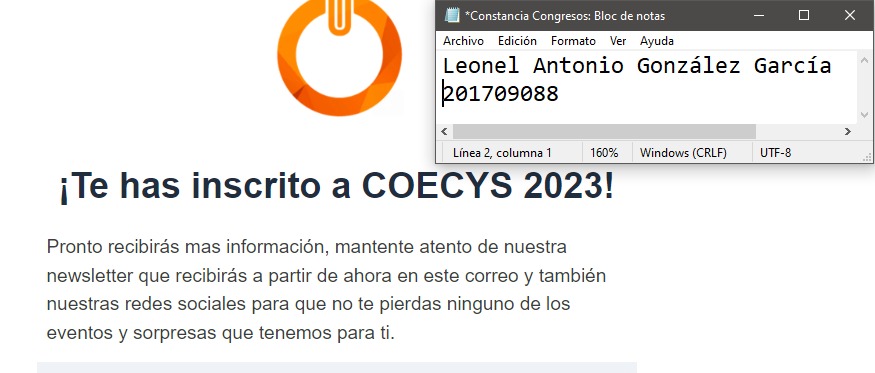 *Constancia Congresos: Bloc de notas
Archivo Edición Formato Ver Ayuda
Leonel Antonio González García
201709088
Línea 2, columna 1 160% Windows (CRLF) UTF-8
¡Te has inscrito a COECYS 2023!
Pronto recibirás mas información, mantente atento de nuestra
newsletter que recibirás a partir de ahora en este correo y también
nuestras redes sociales para que no te pierdas ninguno de los
eventos y sorpresas que tenemos para ti.